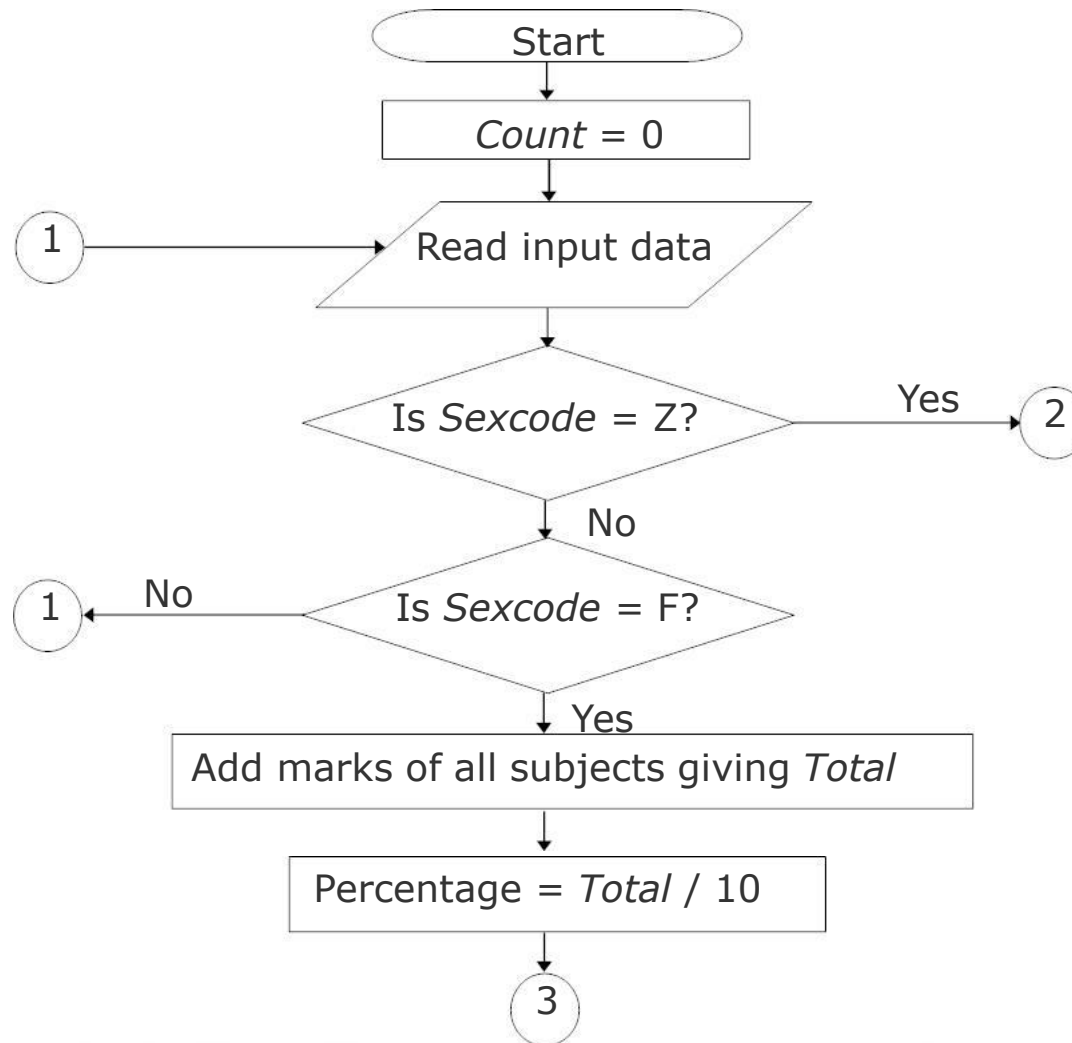 Start
Count = 0
1
Read input data
Is Sexcode = Z?
Yes
2
No
Is Sexcode = F?
No
1
Yes
Add marks of all subjects giving Total
Percentage = Total / 10
3